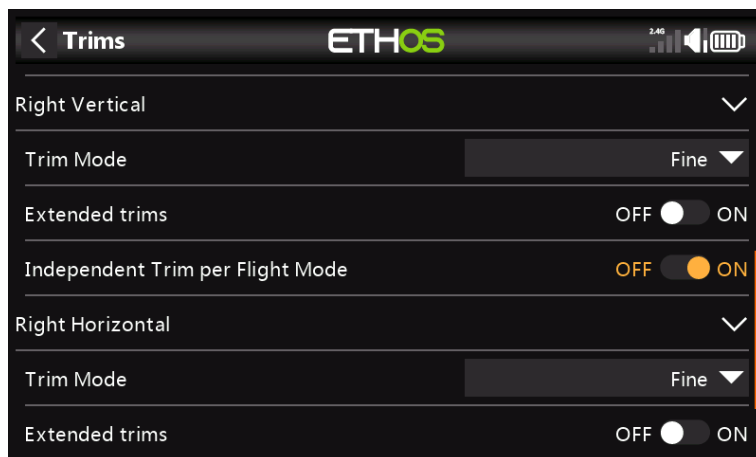 Trims ETHOS 2.4G
Right Vertical
Trim Mode Fine
Extended trims OFF ON
Independent Trim per Flight Mode OFF ON
Right Horizontal
Trim Mode Fine
Extended trims OFF ON